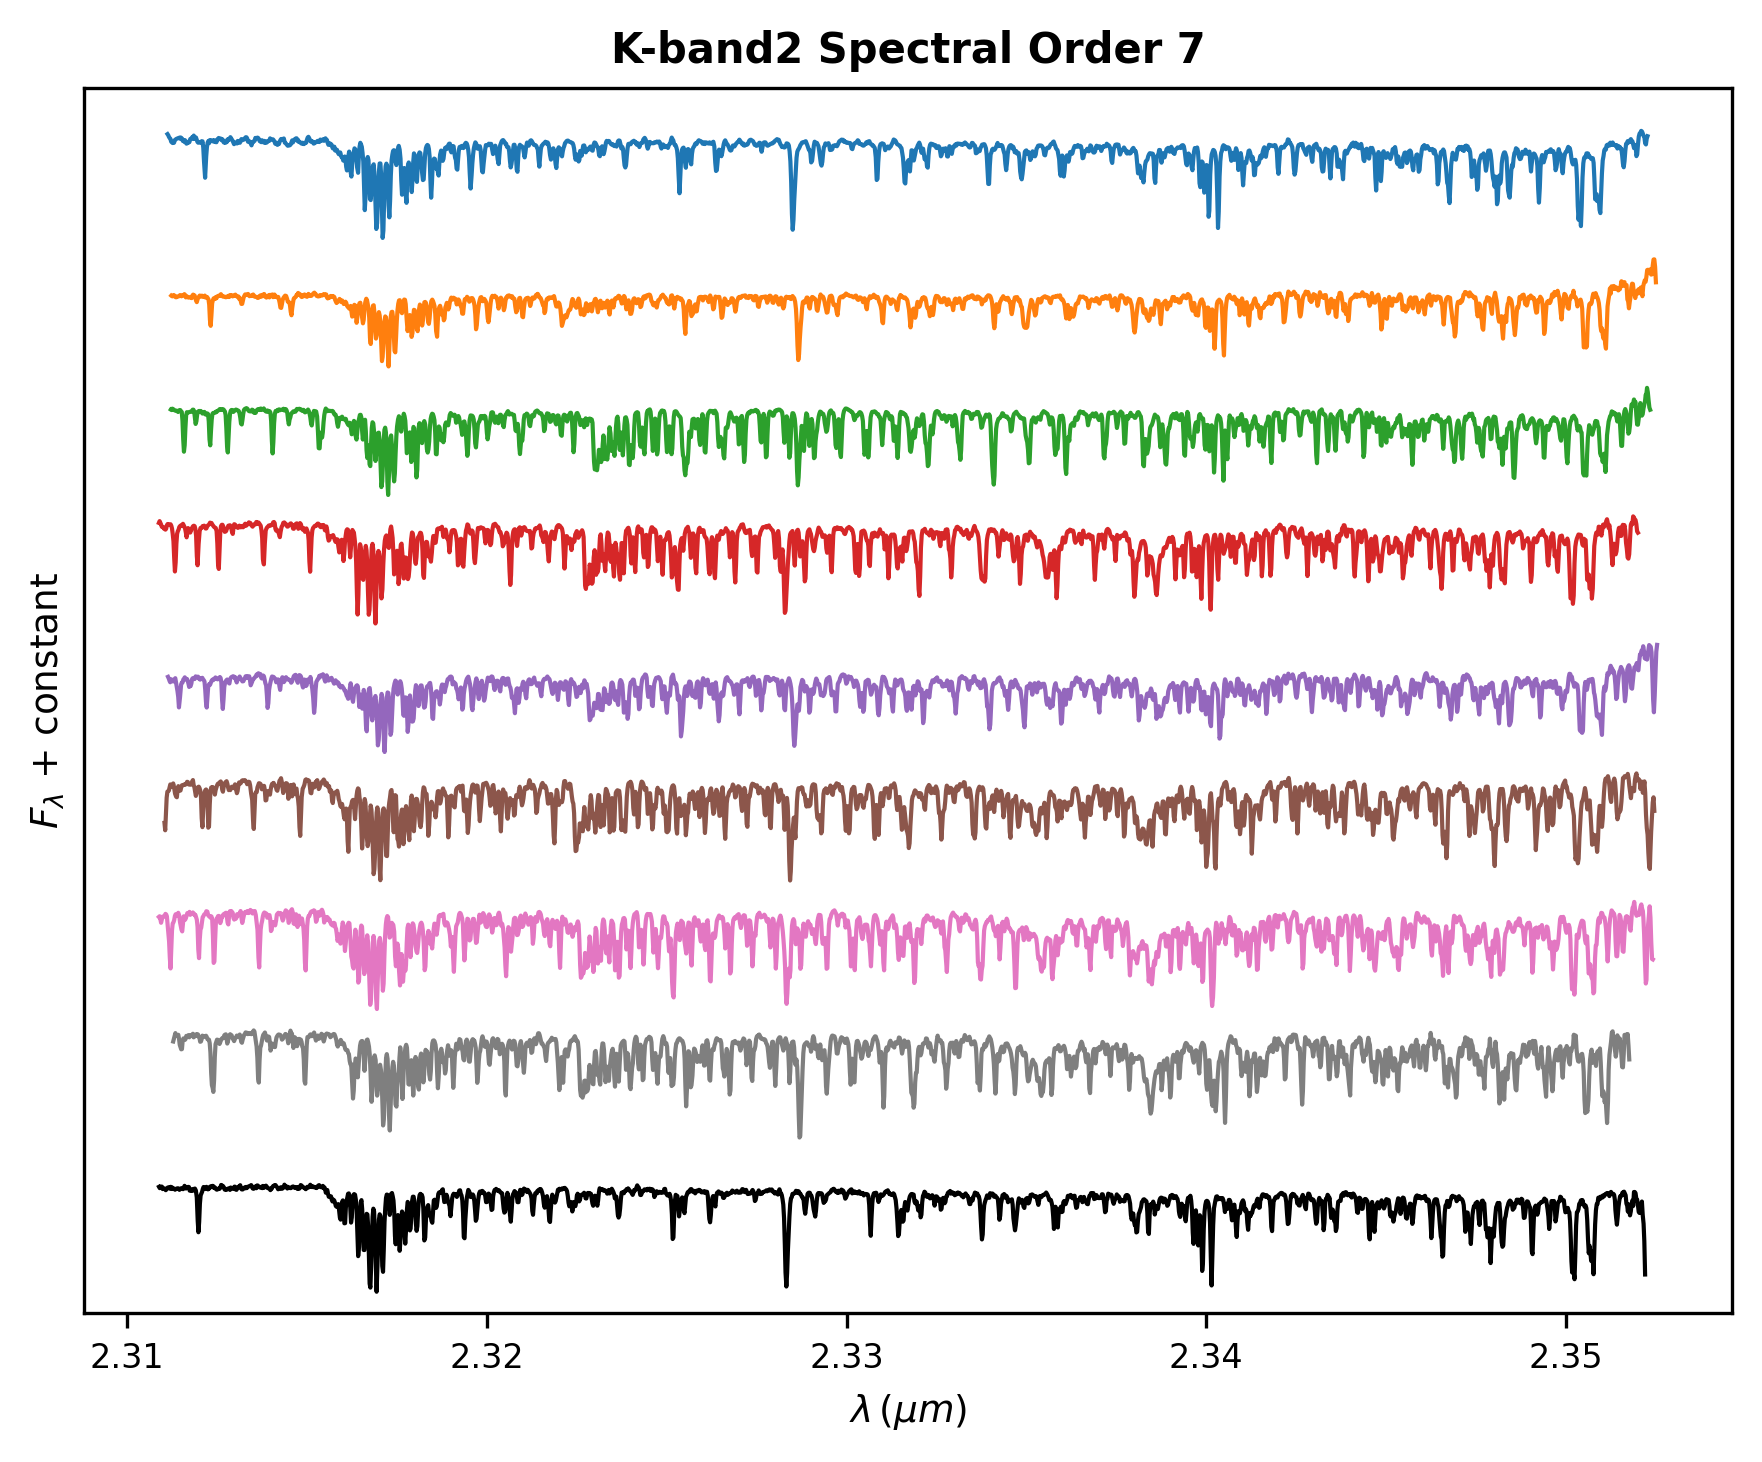 K-band2 Spectral Order 7
F_λ + constant
2.31 2.32 2.33 2.34 2.35
λ (μm)